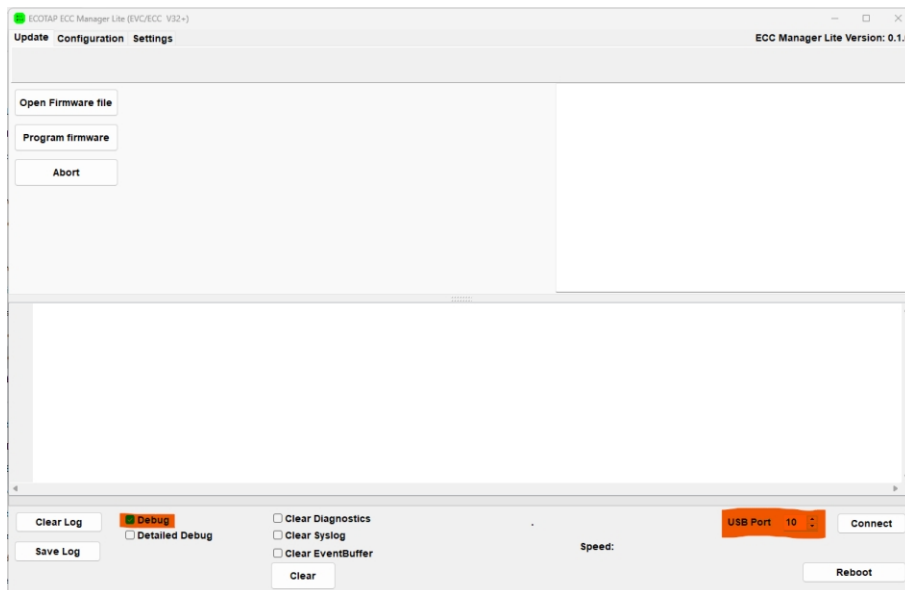 ECOTAP ECC Manager Lite (EVC/ECC V32+)
Update Configuration Settings
ECC Manager Lite Version: 0.1.
Open Firmware file
Program firmware
Abort
Clear Log
Debug
Clear Diagnostics
USB Port 10
Connect
Detailed Debug
Clear Syslog
Save Log
Clear EventBuffer
Speed:
Clear
Reboot